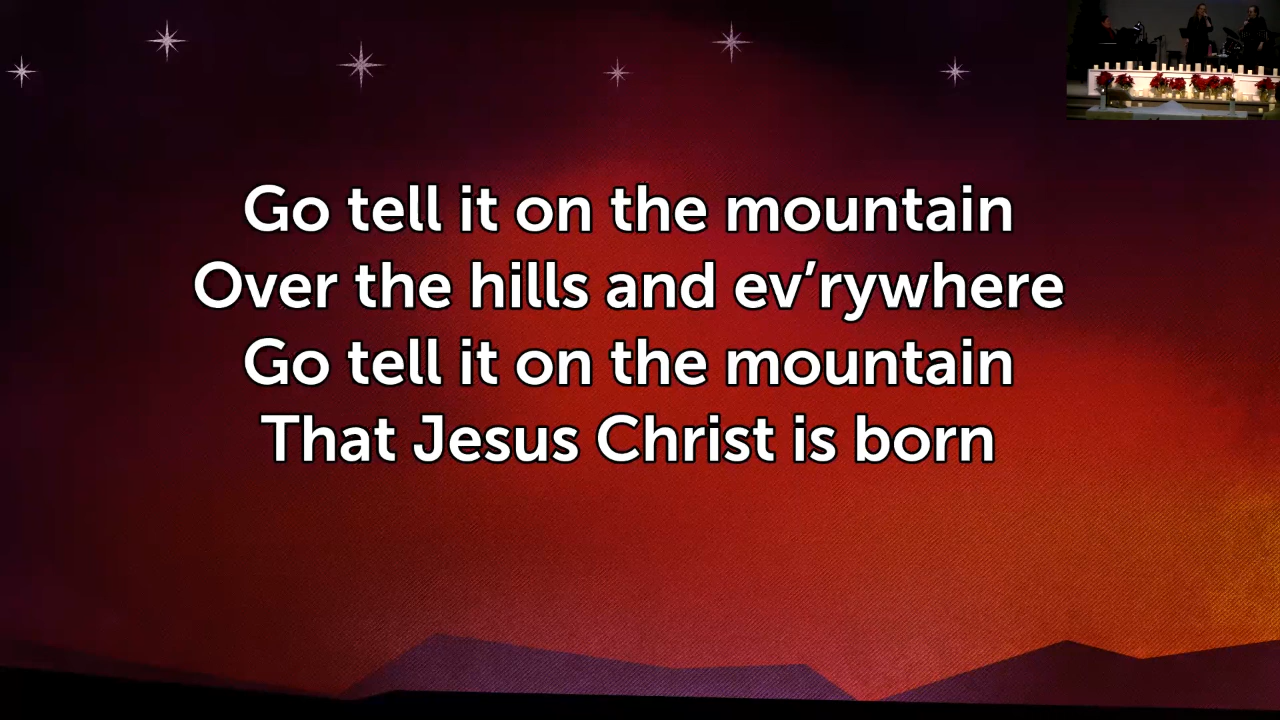 Go tell it on the mountain
Over the hills and ev’rywhere
Go tell it on the mountain
That Jesus Christ is born